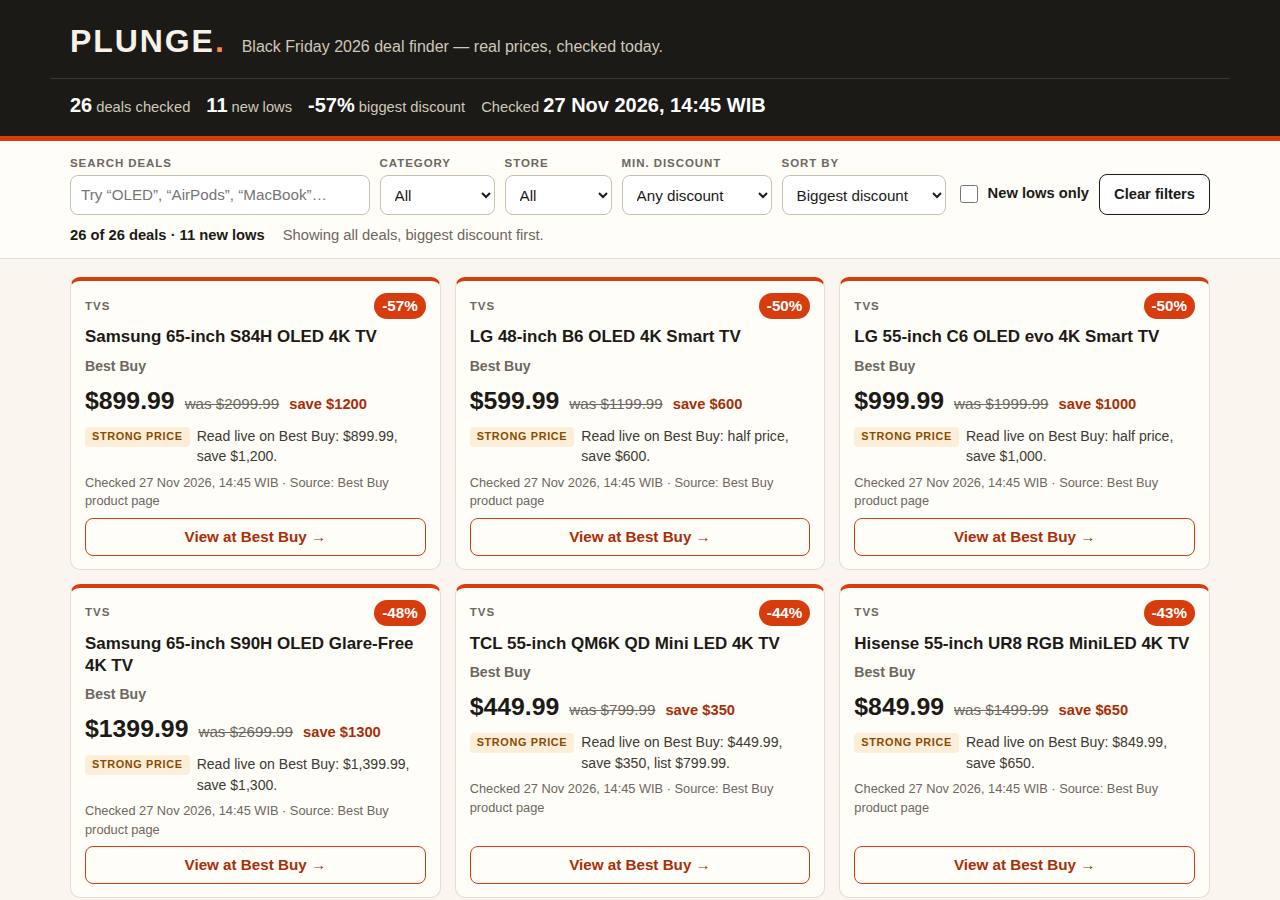 PLUNGE. Black Friday 2026 deal finder — real prices, checked today.
26 deals checked 11 new lows -57% biggest discount Checked 27 Nov 2026, 14:45 WIB
SEARCH DEALS CATEGORY STORE MIN. DISCOUNT SORT BY
Try “OLED”, “AirPods”, “MacBook”… All All Any discount Biggest discount New lows only Clear filters
26 of 26 deals · 11 new lows Showing all deals, biggest discount first.
TVS -57%
Samsung 65-inch S84H OLED 4K TV
Best Buy
$899.99 was $2099.99 save $1200
STRONG PRICE Read live on Best Buy: $899.99,
save $1,200.
Checked 27 Nov 2026, 14:45 WIB · Source: Best Buy
product page
View at Best Buy →
TVS -50%
LG 48-inch B6 OLED 4K Smart TV
Best Buy
$599.99 was $1199.99 save $600
STRONG PRICE Read live on Best Buy: half price,
save $600.
Checked 27 Nov 2026, 14:45 WIB · Source: Best Buy
product page
View at Best Buy →
TVS -50%
LG 55-inch C6 OLED evo 4K Smart TV
Best Buy
$999.99 was $1999.99 save $1000
STRONG PRICE Read live on Best Buy: half price,
save $1,000.
Checked 27 Nov 2026, 14:45 WIB · Source: Best Buy
product page
View at Best Buy →
TVS -48%
Samsung 65-inch S90H OLED Glare-Free
4K TV
Best Buy
$1399.99 was $2699.99 save $1300
STRONG PRICE Read live on Best Buy: $1,399.99,
save $1,300.
Checked 27 Nov 2026, 14:45 WIB · Source: Best Buy
product page
View at Best Buy →
TVS -44%
TCL 55-inch QM6K QD Mini LED 4K TV
Best Buy
$449.99 was $799.99 save $350
STRONG PRICE Read live on Best Buy: $449.99,
save $350, list $799.99.
Checked 27 Nov 2026, 14:45 WIB · Source: Best Buy
product page
View at Best Buy →
TVS -43%
Hisense 55-inch UR8 RGB MiniLED 4K TV
Best Buy
$849.99 was $1499.99 save $650
STRONG PRICE Read live on Best Buy: $849.99,
save $650.
Checked 27 Nov 2026, 14:45 WIB · Source: Best Buy
product page
View at Best Buy →